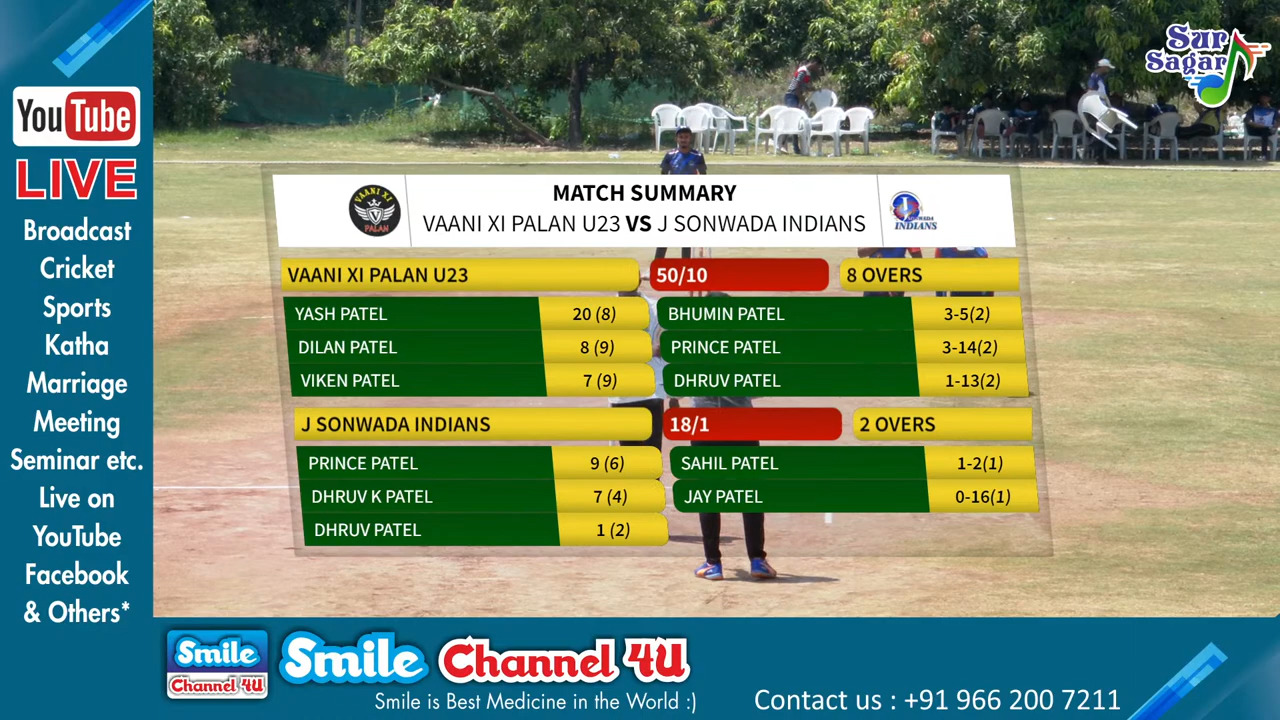 Sur
Sagar
YouTube
LIVE
Broadcast
Cricket
Sports
Katha
Marriage
Meeting
Seminar etc.
Live on
YouTube
Facebook
& Others*
VAANI XI
PALAN
MATCH SUMMARY
VAANI XI PALAN U23 VS J SONWADA INDIANS
J SONWADA
INDIANS
VAANI XI PALAN U23 50/10 8 OVERS
YASH PATEL 20 (8) BHUMIN PATEL 3-5(2)
DILAN PATEL 8 (9) PRINCE PATEL 3-14(2)
VIKEN PATEL 7 (9) DHRUV PATEL 1-13(2)
J SONWADA INDIANS 18/1 2 OVERS
PRINCE PATEL 9 (6) SAHIL PATEL 1-2(1)
DHRUV K PATEL 7 (4) JAY PATEL 0-16(1)
DHRUV PATEL 1 (2)
Smile
Channel 4U
Smile Channel 4U
Smile is Best Medicine in the World :)
Contact us : +91 966 200 7211